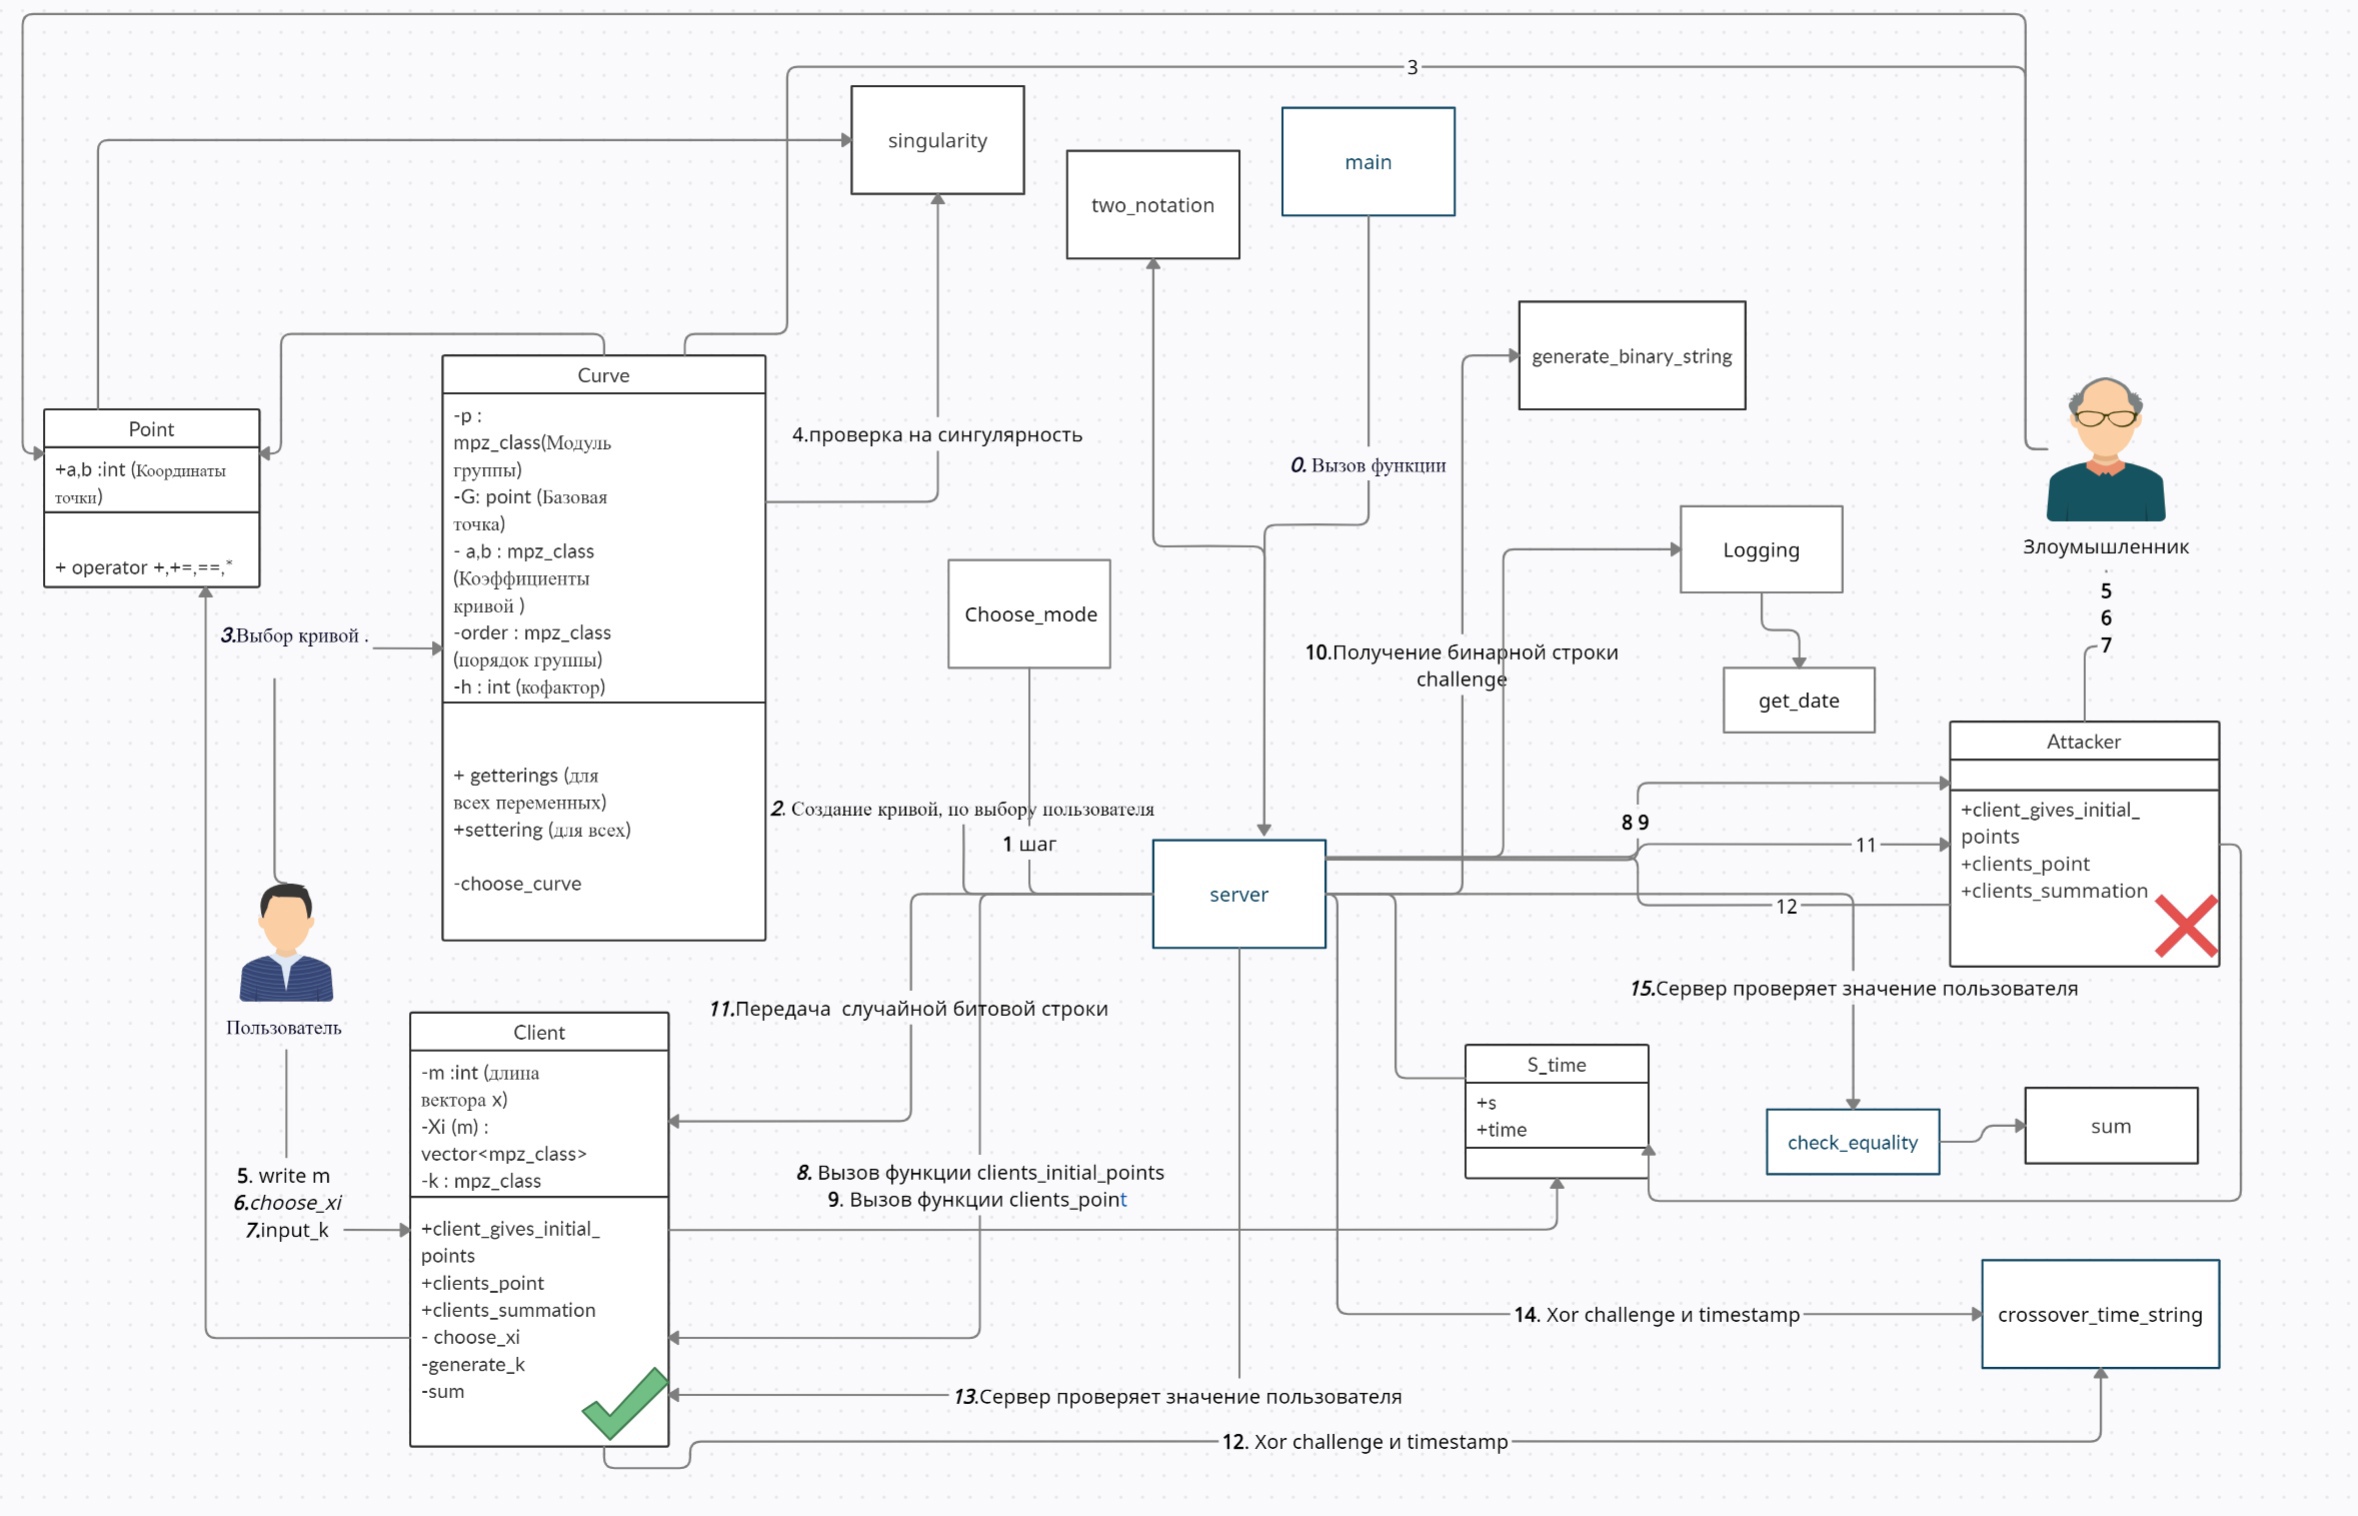 3
singularity
main
two_notation
generate_binary_string
Curve
-p :
mpz_class(Модуль
группы)
-G: point (Базовая
точка)
- a,b : mpz_class
(Коэффициенты
кривой )
-order : mpz_class
(порядок группы)
-h : int (кофактор)
+ getterings (для
всех переменных)
+settering (для всех)
-choose_curve
Point
+a,b :int (Координаты
точки)
+ operator +,+=,==,*
4.проверка на сингулярность
0. Вызов функции
Logging
Злоумышленник
5
6
7
Choose_mode
3.Выбор кривой .
10.Получение бинарной строки
challenge
get_date
Attacker
+client_gives_initial_
points
+clients_point
+clients_summation
2. Создание кривой, по выбору пользователя
1 шаг
8 9
11
12
server
Пользователь
11.Передача  случайной битовой строки
15.Сервер проверяет значение пользователя
Client
-m :int (длина
вектора x)
-Xi (m) :
vector<mpz_class>
-k : mpz_class
+client_gives_initial_
points
+clients_point
+clients_summation
- choose_xi
-generate_k
-sum
S_time
+s
+time
check_equality
sum
5. write m
6.choose_xi
7.input_k
8. Вызов функции clients_initial_points
9. Вызов функции clients_point
14. Xor challenge и timestamp
crossover_time_string
13.Сервер проверяет значение пользователя
12. Xor challenge и timestamp